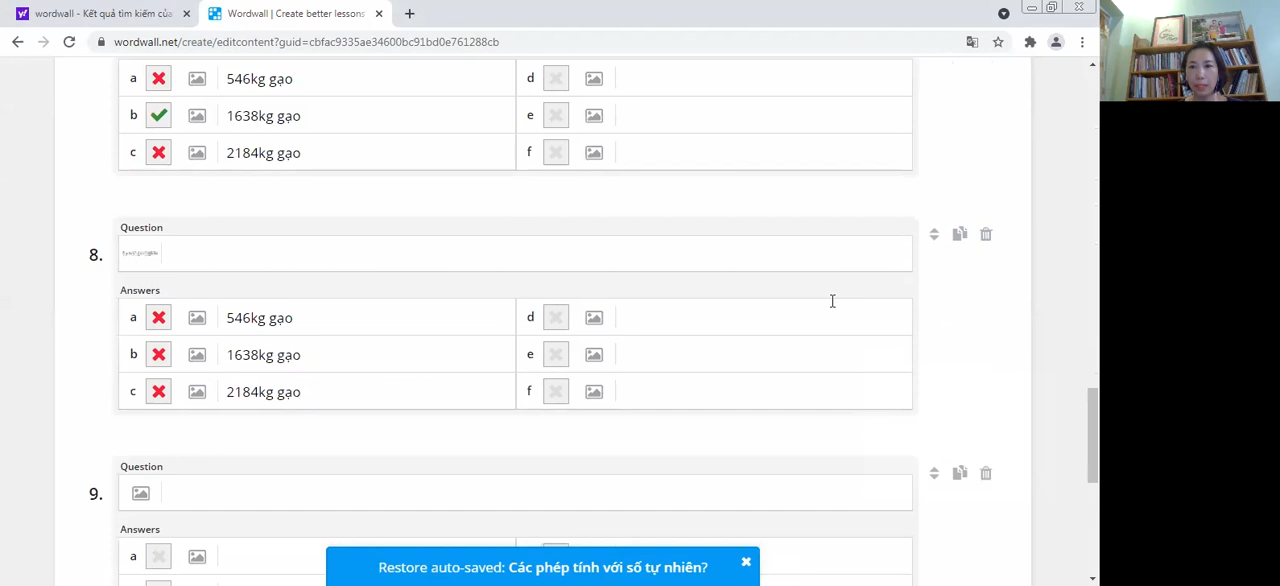 wordwall - Kết quả tìm kiếm củ
Wordwall | Create better lessons
wordwall.net/create/editcontent?guid=cbfac9335ae34600bc91bd0e761288cb
a 546kg gạo d
b 1638kg gạo e
c 2184kg gạo f
Question
8.
Answers
a 546kg gạo d
b 1638kg gạo e
c 2184kg gạo f
Question
9.
Answers
a
Restore auto-saved: Các phép tính với số tự nhiên?